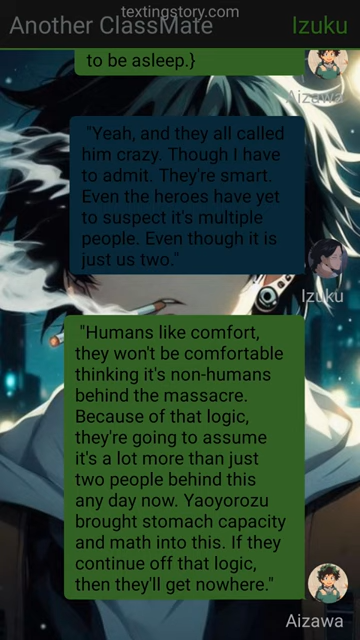 textingstory.com
Another ClassMate
Izuku
to be asleep.}
Aizawa
"Yeah, and they all called
him crazy. Though I have
to admit. They're smart.
Even the heroes have yet
to suspect it's multiple
people. Even though it is
just us two."
Izuku
"Humans like comfort,
they won't be comfortable
thinking it's non-humans
behind the massacre.
Because of that logic,
they're going to assume
it's a lot more than just
two people behind this
any day now. Yaoyorozu
brought stomach capacity
and math into this. If they
continue off that logic,
then they'll get nowhere."
Aizawa